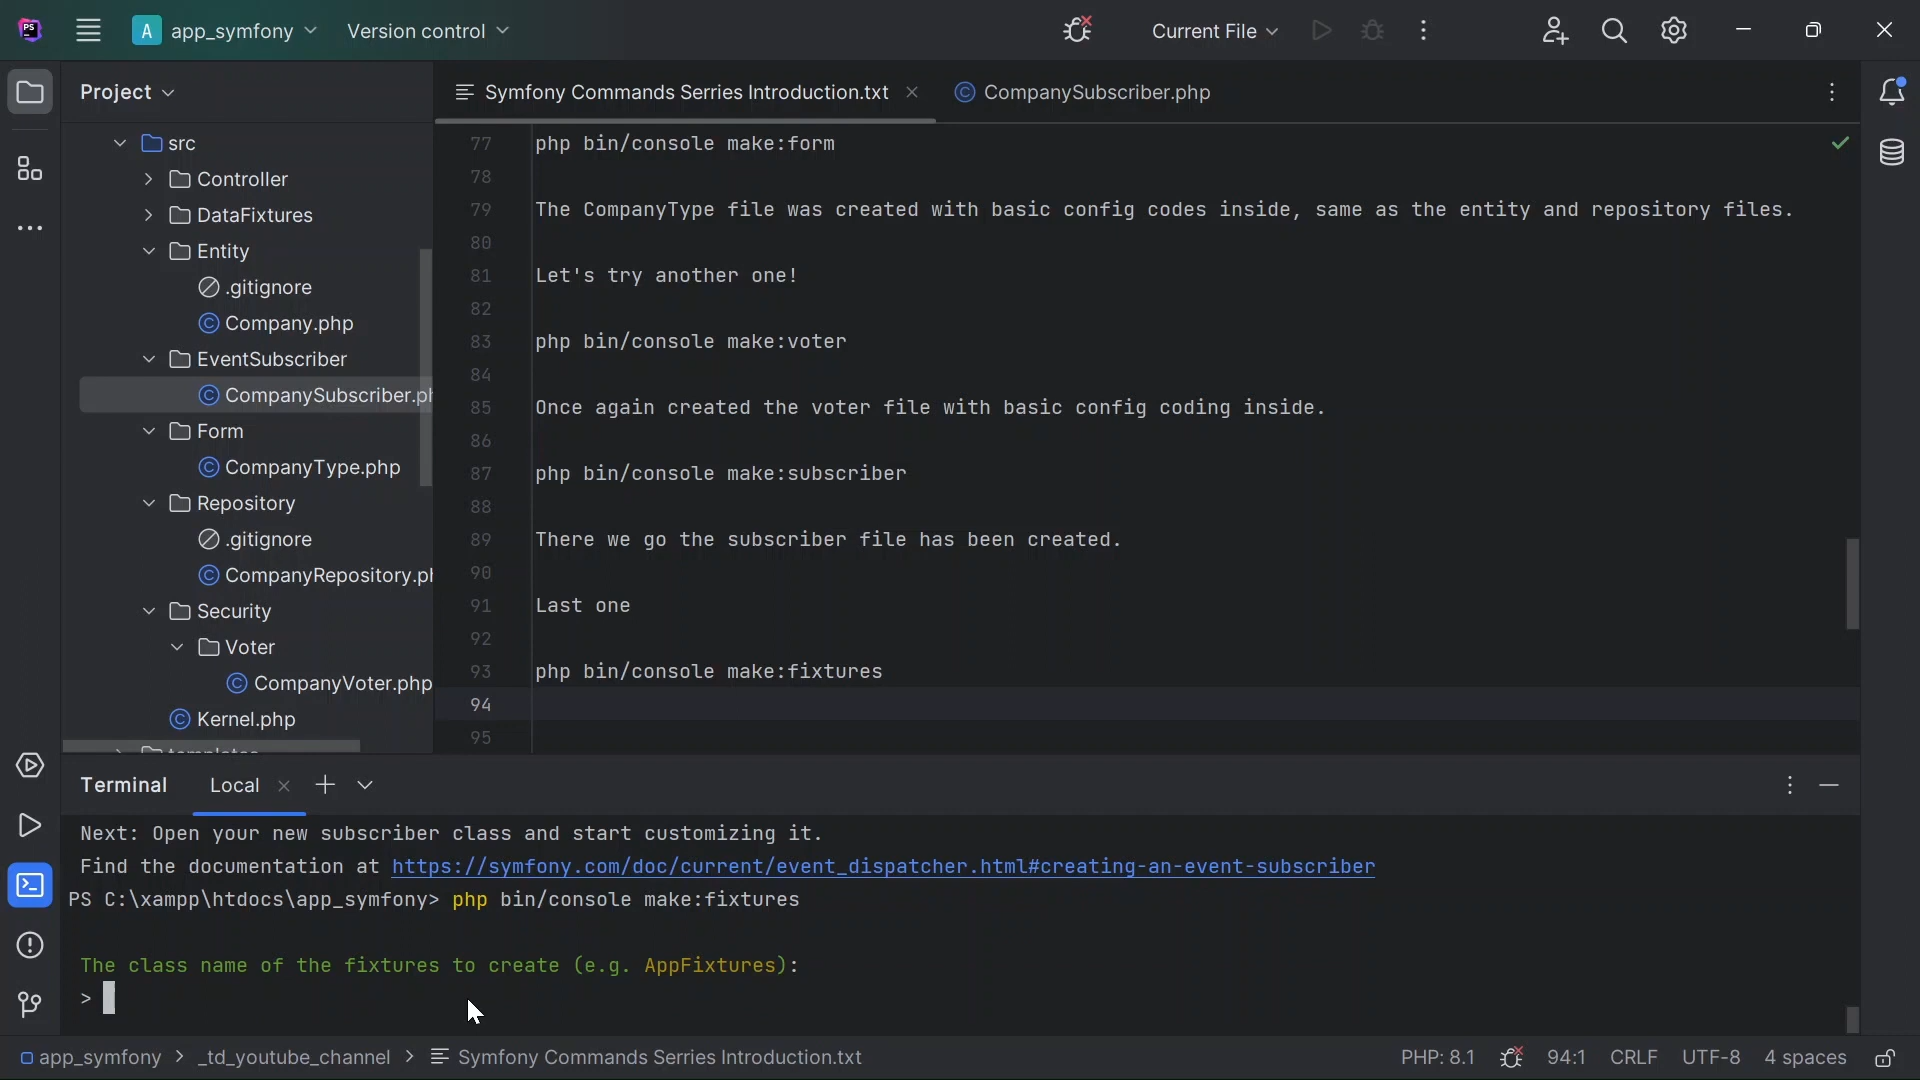 PS
A app_symfony
Version control
Current File
Project
Symfony Commands Serries Introduction.txt
CompanySubscriber.php
src
Controller
DataFixtures
Entity
.gitignore
Company.php
EventSubscriber
CompanySubscriber.ph
Form
CompanyType.php
Repository
.gitignore
CompanyRepository.ph
Security
Voter
CompanyVoter.php
Kernel.php
templates
77 php bin/console make:form
78
79 The CompanyType file was created with basic config codes inside, same as the entity and repository files.
80
81 Let's try another one!
82
83 php bin/console make:voter
84
85 Once again created the voter file with basic config coding inside.
86
87 php bin/console make:subscriber
88
89 There we go the subscriber file has been created.
90
91 Last one
92
93 php bin/console make:fixtures
94
95
Terminal
Local
Next: Open your new subscriber class and start customizing it.
Find the documentation at https://symfony.com/doc/current/event_dispatcher.html#creating-an-event-subscriber
PS C:\xampp\htdocs\app_symfony> php bin/console make:fixtures
The class name of the fixtures to create (e.g. AppFixtures):
>
app_symfony > _td_youtube_channel > Symfony Commands Serries Introduction.txt
PHP: 8.1
94:1
CRLF
UTF-8
4 spaces